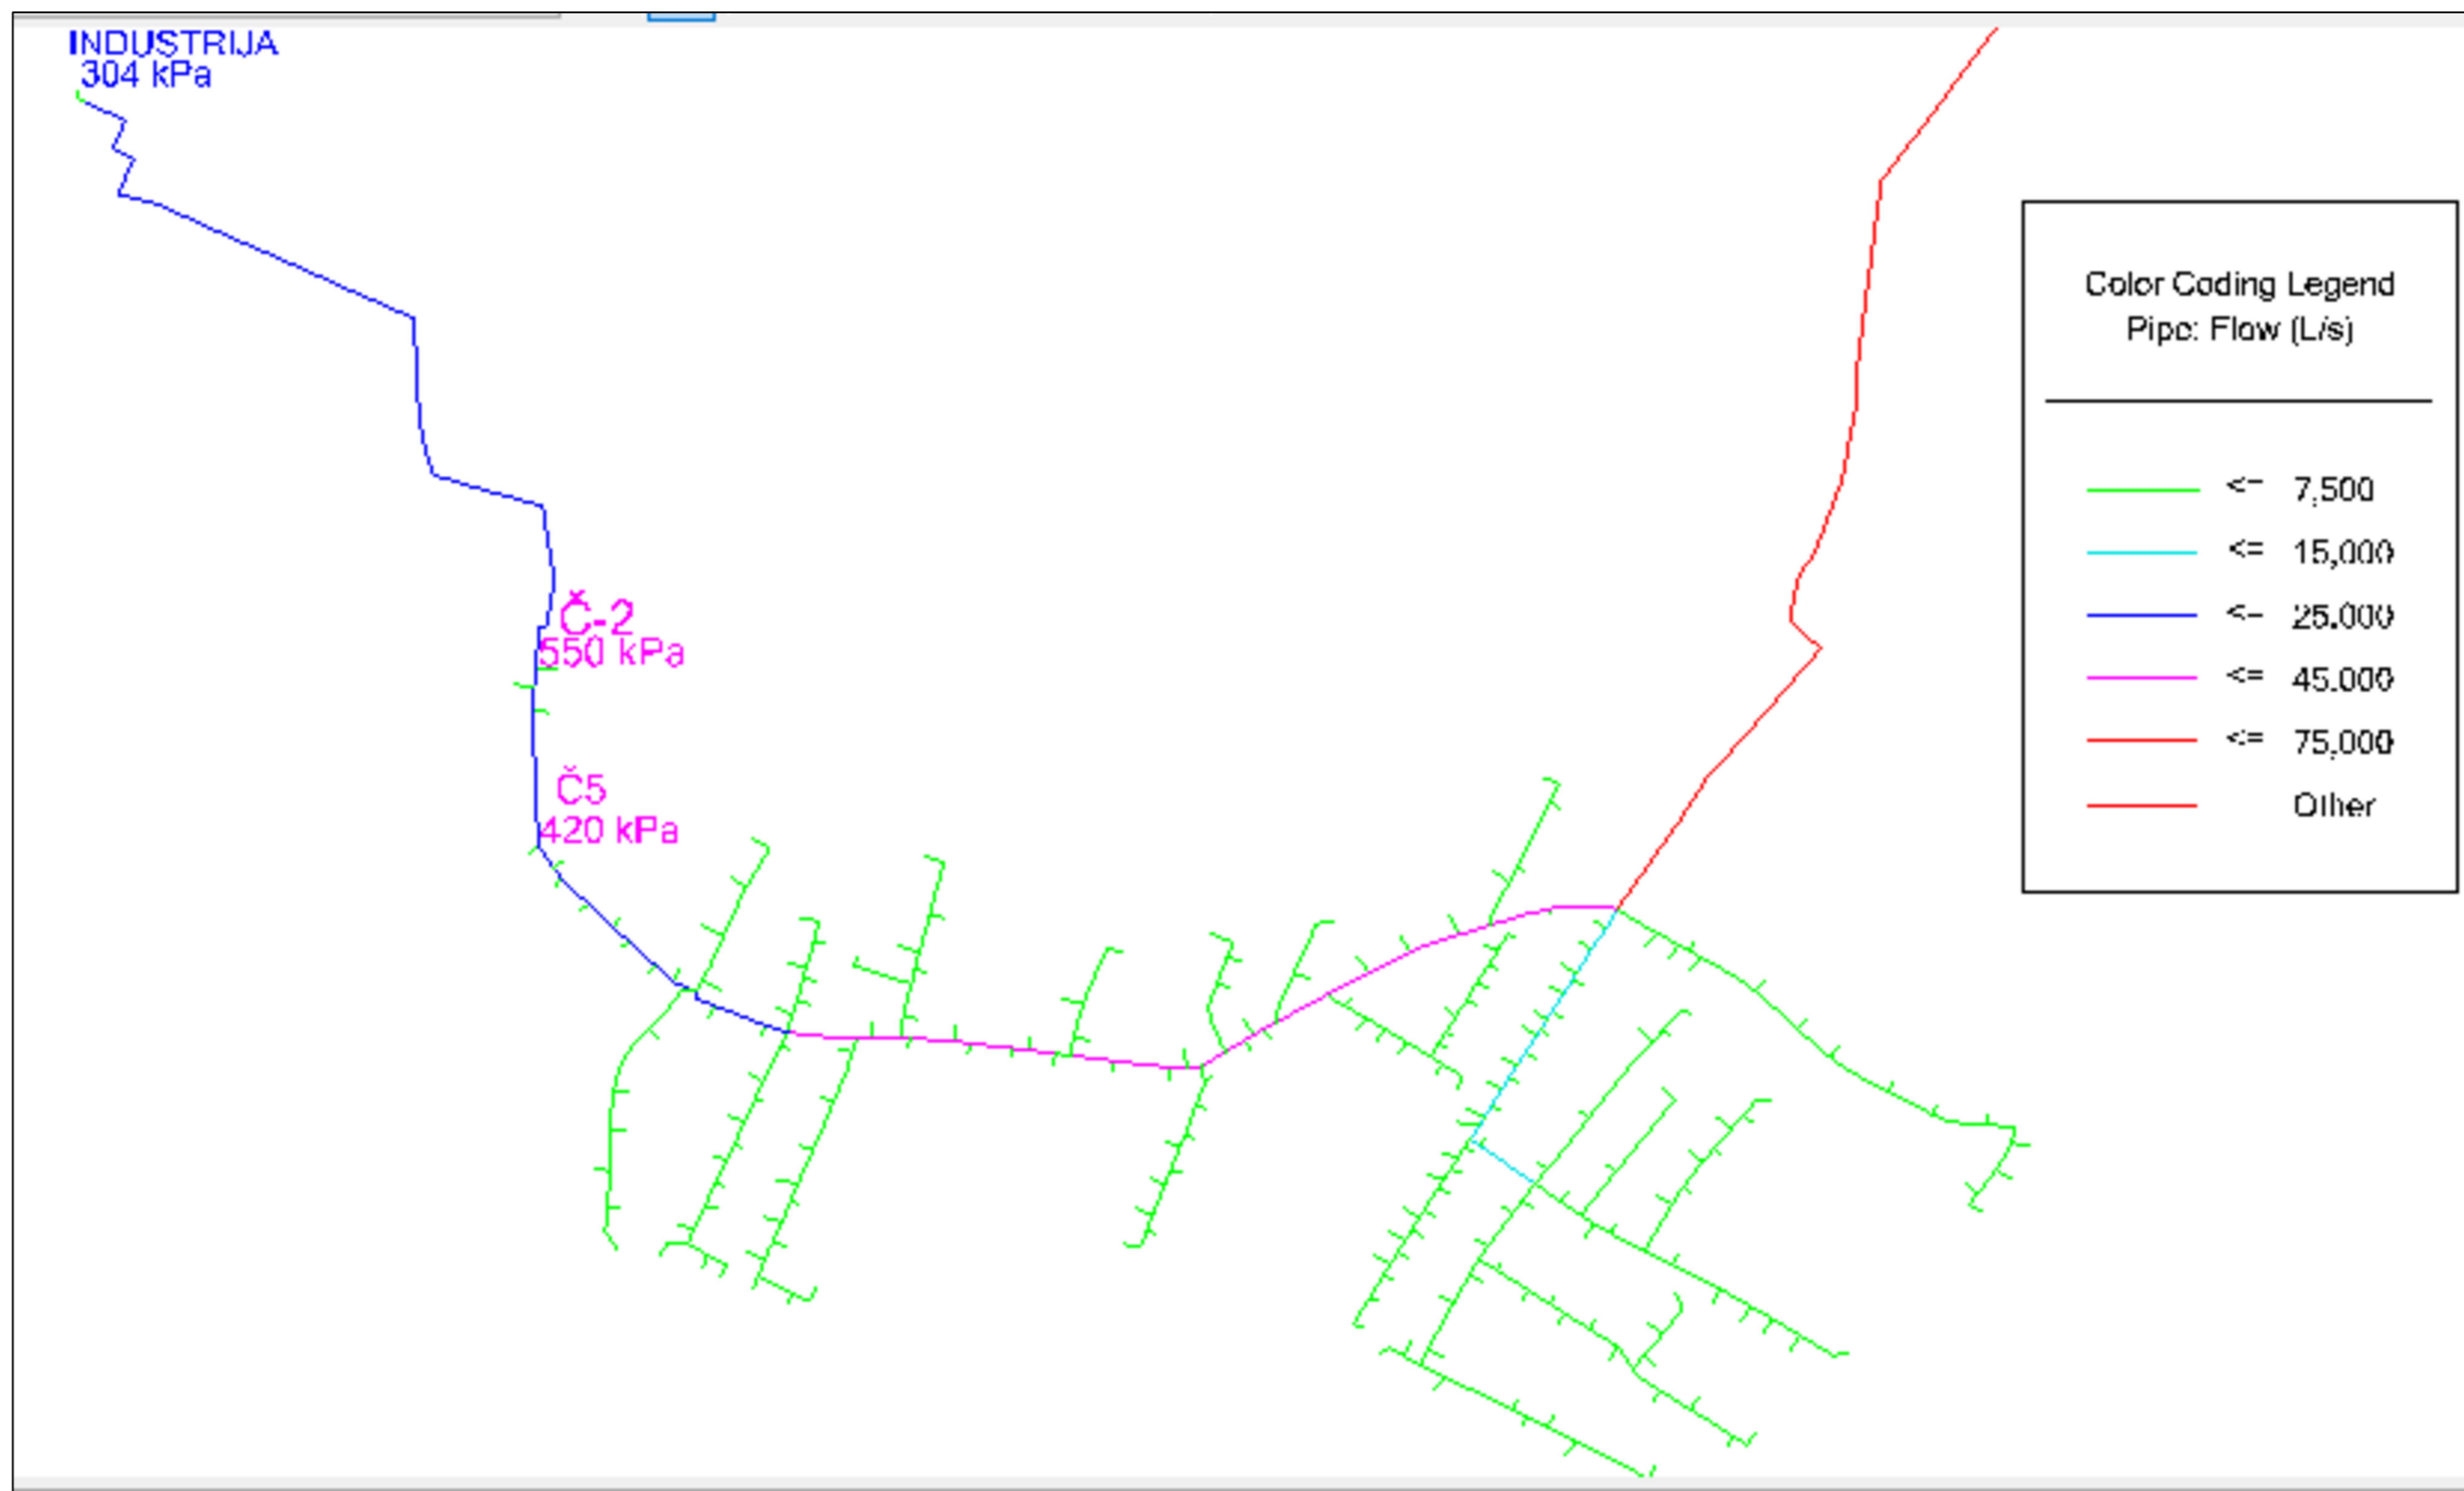 INDUSTRIJA
304 kPa
Č-2
550 kPa
Č5
420 kPa
Color Coding Legend
Pipe: Flow (L/s)
<= 7,500
<= 15,000
<= 25,000
<= 45,000
<= 75,000
Other